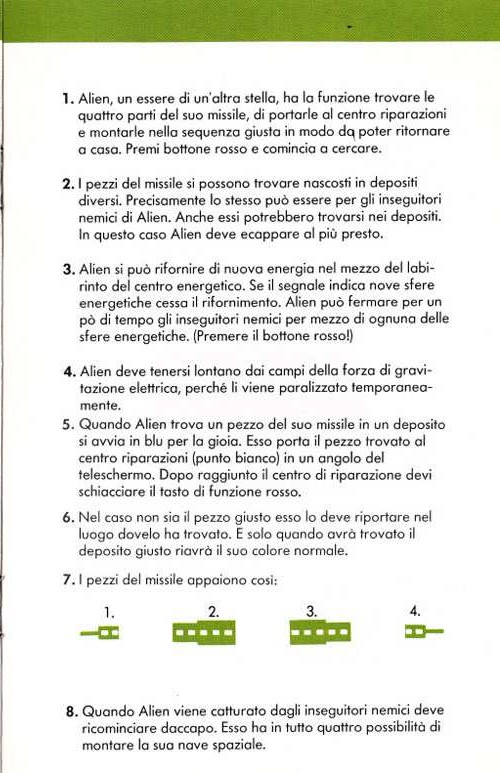 1. Alien, un essere di un'altra stella, ha la funzione trovare le
quattro parti del suo missile, di portarle al centro riparazioni
e montarle nella sequenza giusta in modo dq poter ritornare
a casa. Premi bottone rosso e comincia a cercare.
2. I pezzi del missile si possono trovare nascosti in depositi
diversi. Precisamente lo stesso può essere per gli inseguitori
nemici di Alien. Anche essi potrebbero trovarsi nei depositi.
In questo caso Alien deve ecappare al più presto.
3. Alien si può rifornire di nuova energia nel mezzo del labi-
rinto del centro energetico. Se il segnale indica nove sfere
energetiche cessa il rifornimento. Alien può fermare per un
pò di tempo gli inseguitori nemici per mezzo di ognuna delle
sfere energetiche. (Premere il bottone rosso!)
4. Alien deve tenersi lontano dai campi della forza di gravi-
tazione elettrica, perché li viene paralizzato temporanea-
mente.
5. Quando Alien trova un pezzo del suo missile in un deposito
si avvia in blu per la gioia. Esso porta il pezzo trovato al
centro riparazioni (punto bianco) in un angolo del
teleschermo. Dopo raggiunto il centro di riparazione devi
schiacciare il tasto di funzione rosso.
6. Nel caso non sia il pezzo giusto esso lo deve riportare nel
luogo dovelo ha trovato. E solo quando avrà trovato il
deposito giusto riavrà il suo colore normale.
7. I pezzi del missile appaiono così:
1. 2. 3. 4.
8. Quando Alien viene catturato dagli inseguitori nemici deve
ricominciare daccapo. Esso ha in tutto quattro possibilità di
montare la sua nave spaziale.